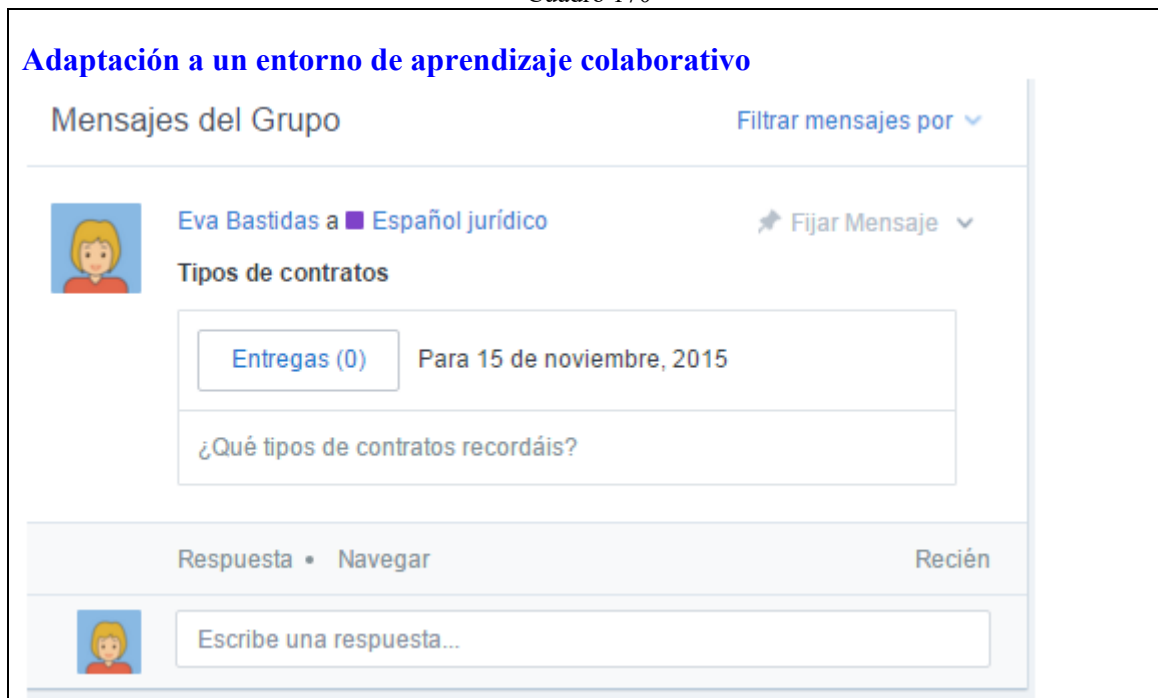 Cuadro 170
Adaptación a un entorno de aprendizaje colaborativo
Mensajes del Grupo
Filtrar mensajes por
Eva Bastidas a Español jurídico
Fijar Mensaje
Tipos de contratos
Entregas (0)
Para 15 de noviembre, 2015
¿Qué tipos de contratos recordáis?
Respuesta • Navegar
Recién
Escribe una respuesta...